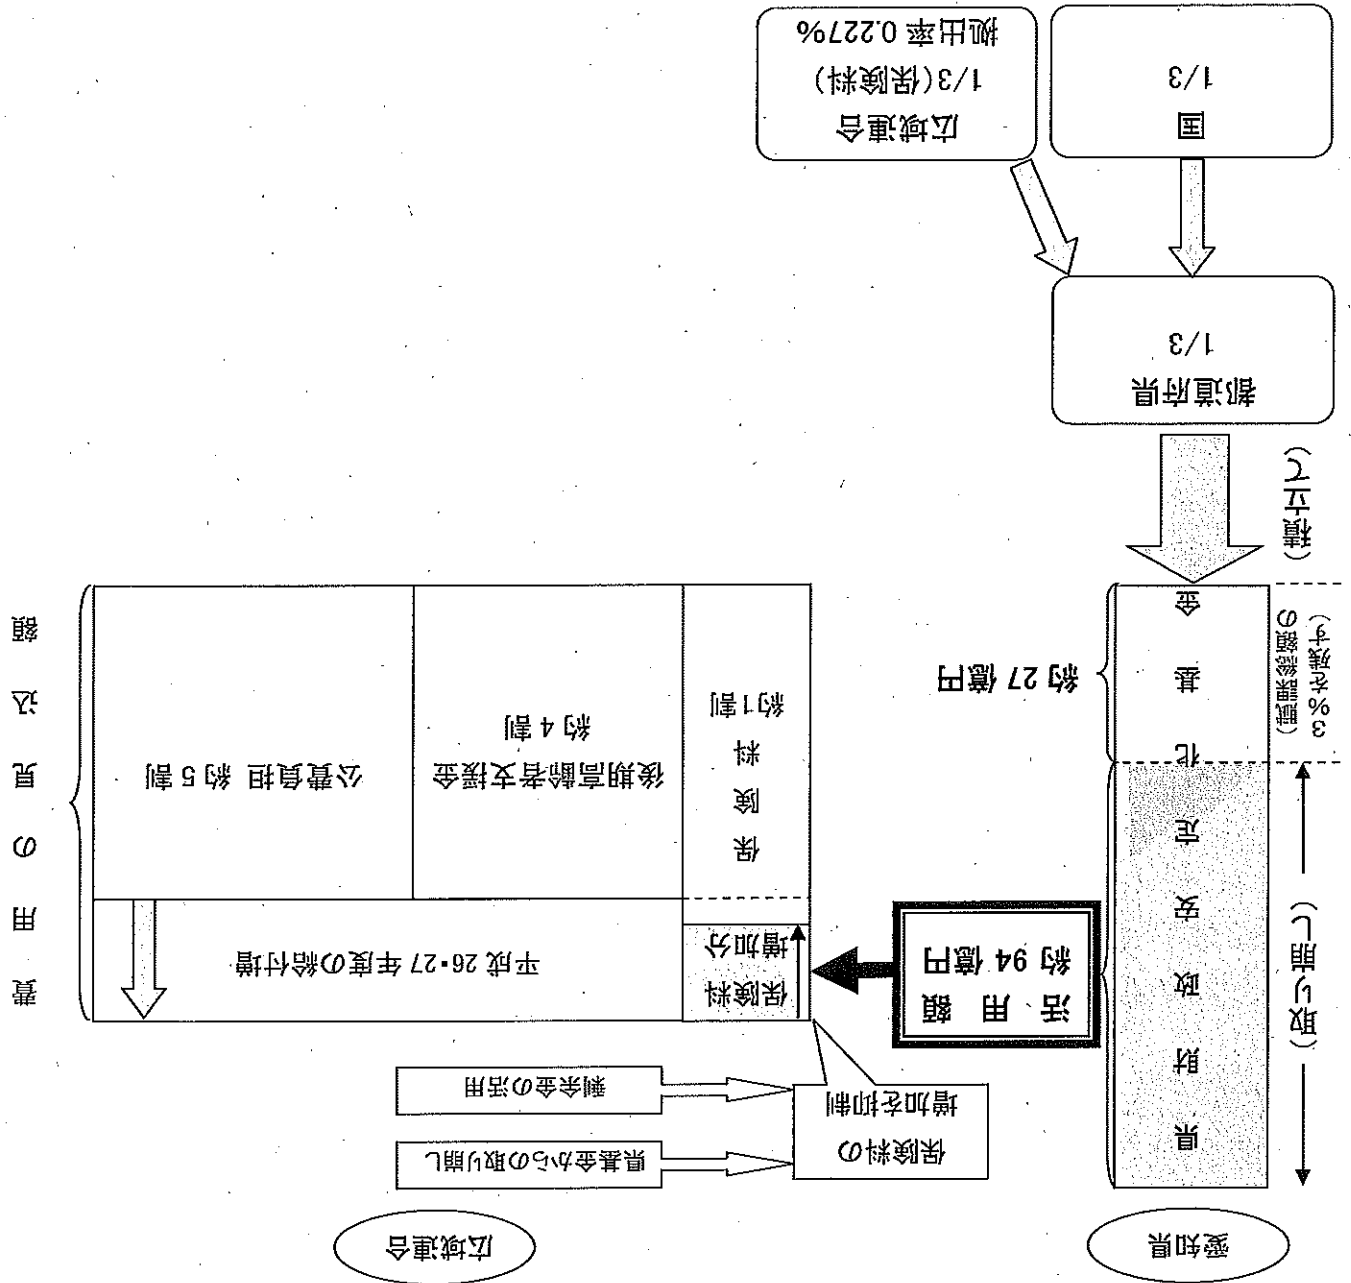 愛知県
広域連合
県財政安定化基金
(取り崩し)
(賦課総額の
3%を残す)
(積立て)
活用額
約 94 億円
約 27 億円
保険料の
増加を抑制
県基金からの取り崩し
剰余金の活用
保険料
増加分
平成 26・27 年度の給付増
保険料
約1割
後期高齢者支援金
約 4 割
公費負担 約 5 割
費用の見込額
都道府県
1/3
国
1/3
広域連合
1/3(保険料)
拠出率 0.227%